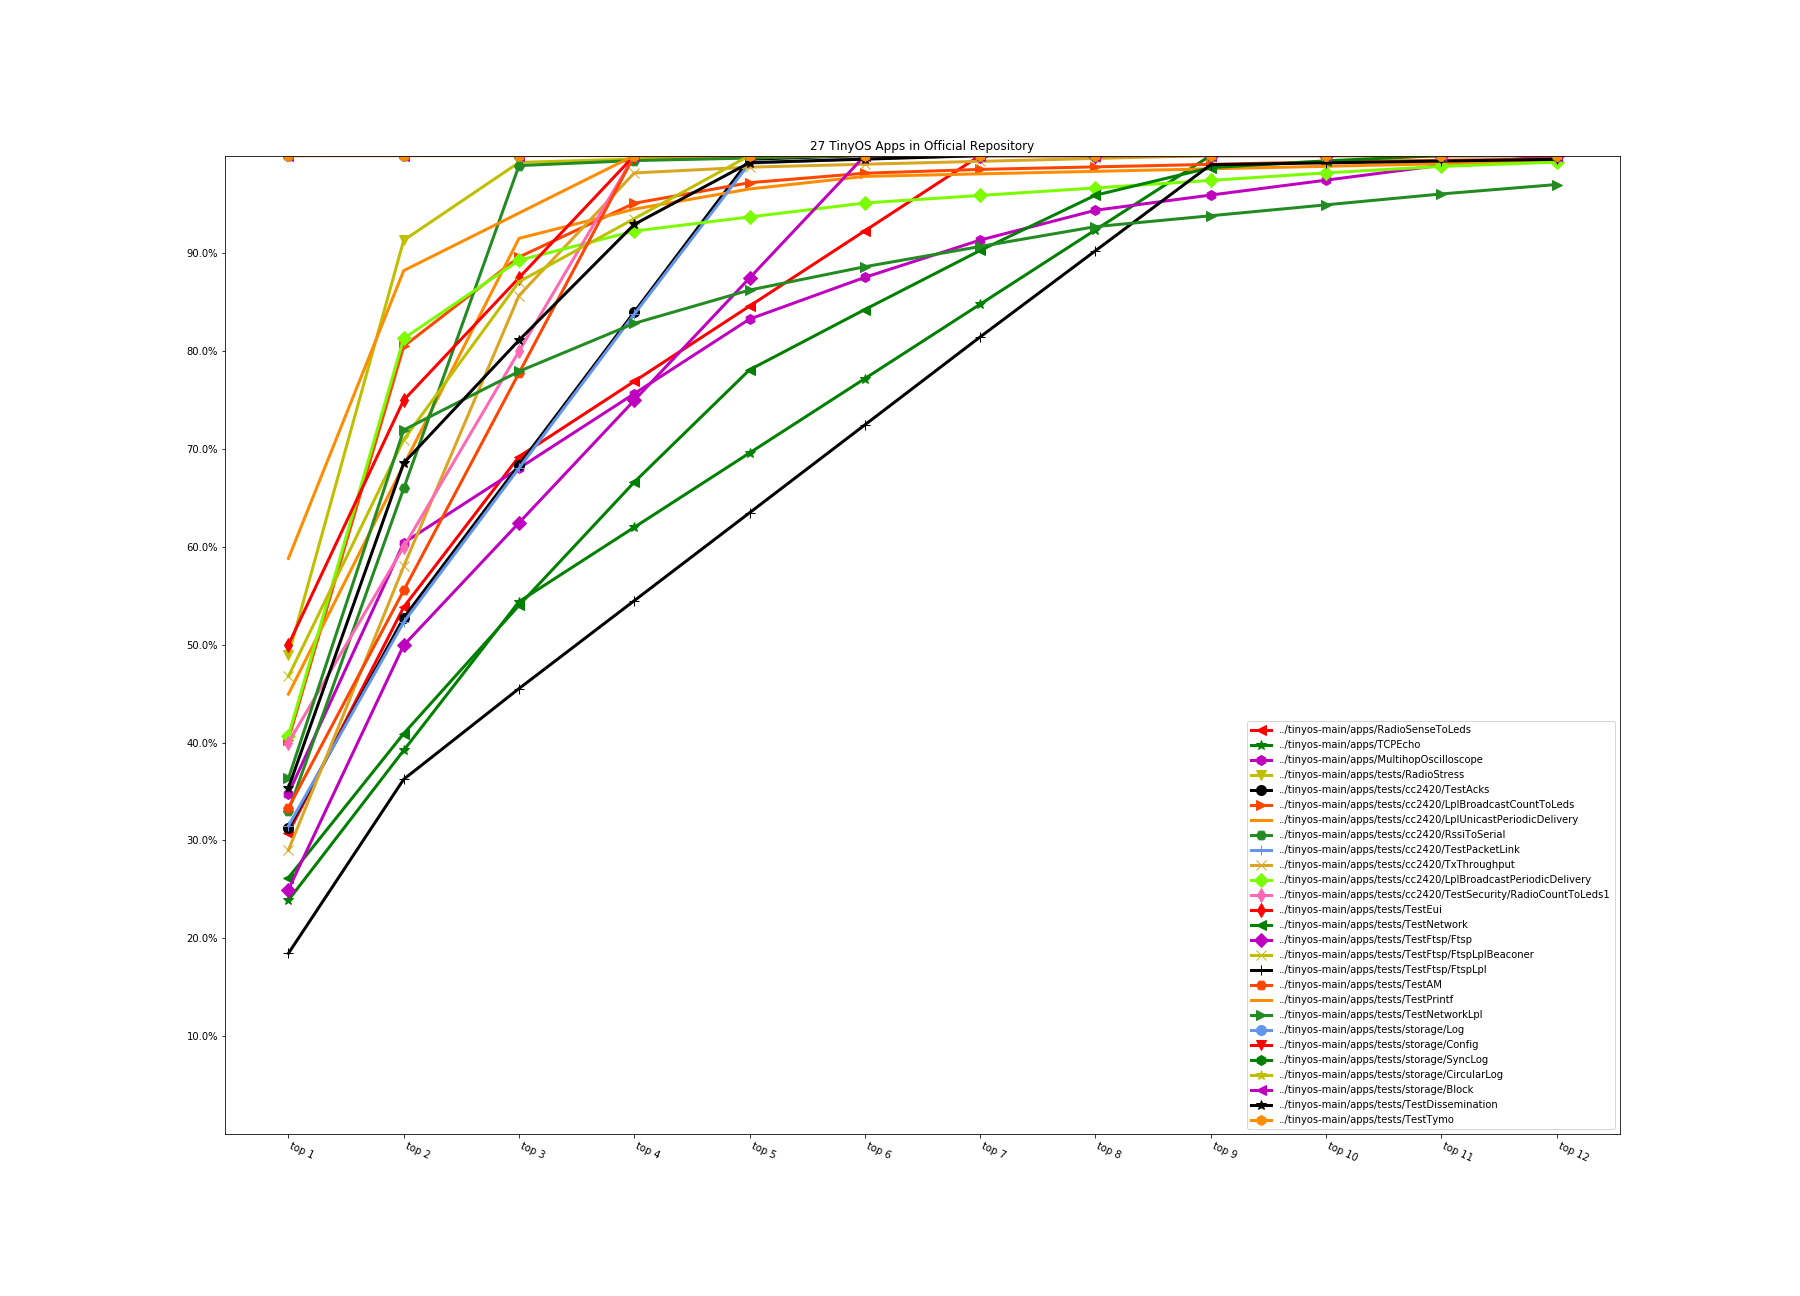 27 TinyOS Apps in Official Repository
90.0%
80.0%
70.0%
60.0%
50.0%
40.0%
30.0%
20.0%
10.0%
../tinyos-main/apps/RadioSenseToLeds
../tinyos-main/apps/TCPEcho
../tinyos-main/apps/MultihopOscilloscope
../tinyos-main/apps/tests/RadioStress
../tinyos-main/apps/tests/cc2420/TestAcks
../tinyos-main/apps/tests/cc2420/LplBroadcastCountToLeds
../tinyos-main/apps/tests/cc2420/LplUnicastPeriodicDelivery
../tinyos-main/apps/tests/cc2420/RssiToSerial
../tinyos-main/apps/tests/cc2420/TestPacketLink
../tinyos-main/apps/tests/cc2420/TxThroughput
../tinyos-main/apps/tests/cc2420/LplBroadcastPeriodicDelivery
../tinyos-main/apps/tests/cc2420/TestSecurity/RadioCountToLeds1
../tinyos-main/apps/tests/TestEui
../tinyos-main/apps/tests/TestNetwork
../tinyos-main/apps/tests/TestFtsp/Ftsp
../tinyos-main/apps/tests/TestFtsp/FtspLplBeaconer
../tinyos-main/apps/tests/TestFtsp/FtspLpl
../tinyos-main/apps/tests/TestAM
../tinyos-main/apps/tests/TestPrintf
../tinyos-main/apps/tests/TestNetworkLpl
../tinyos-main/apps/tests/storage/Log
../tinyos-main/apps/tests/storage/Config
../tinyos-main/apps/tests/storage/SyncLog
../tinyos-main/apps/tests/storage/CircularLog
../tinyos-main/apps/tests/storage/Block
../tinyos-main/apps/tests/TestDissemination
../tinyos-main/apps/tests/TestTymo
top 1
top 2
top 3
top 4
top 5
top 6
top 7
top 8
top 9
top 10
top 11
top 12